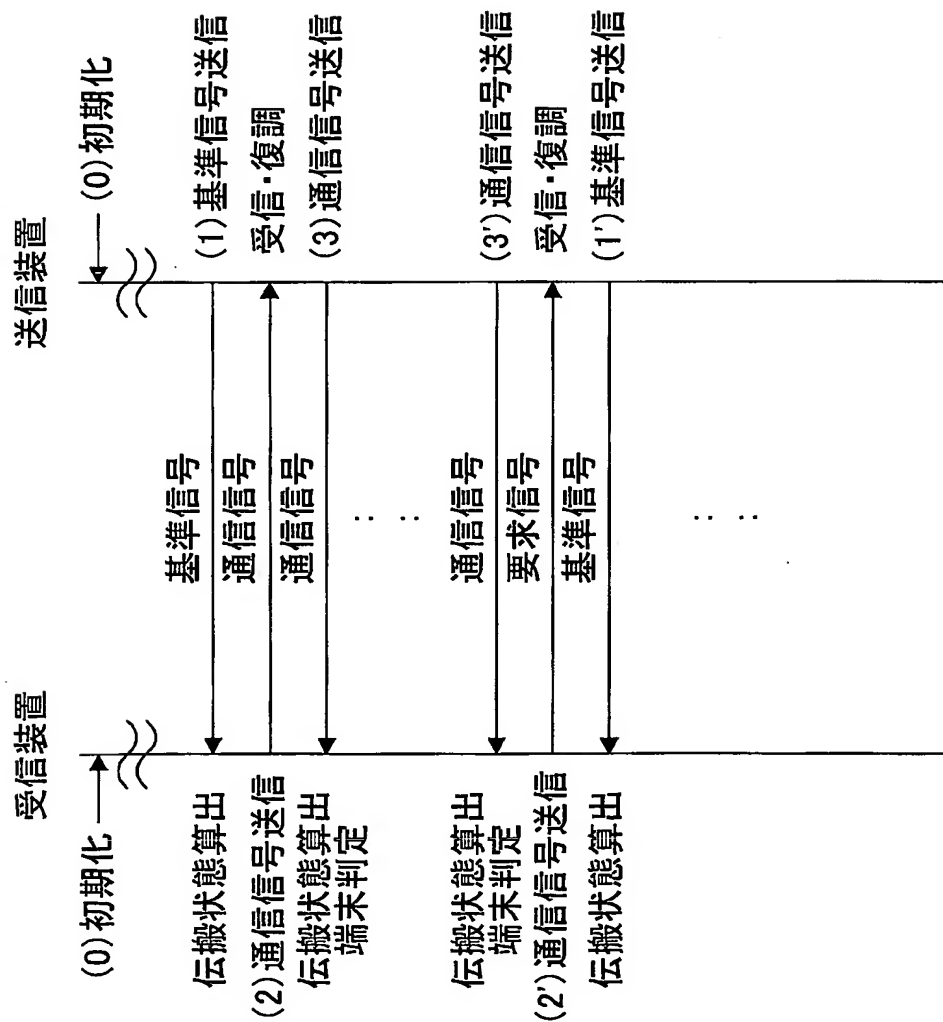 受信装置
送信装置
(0)初期化
(0)初期化
伝搬状態算出
基準信号
(1)基準信号送信
(2)通信信号送信
通信信号
受信・復調
伝搬状態算出
端末判定
通信信号
(3)通信信号送信
伝搬状態算出
端末判定
通信信号
(3')通信信号送信
(2')通信信号送信
要求信号
受信・復調
伝搬状態算出
基準信号
(1')基準信号送信